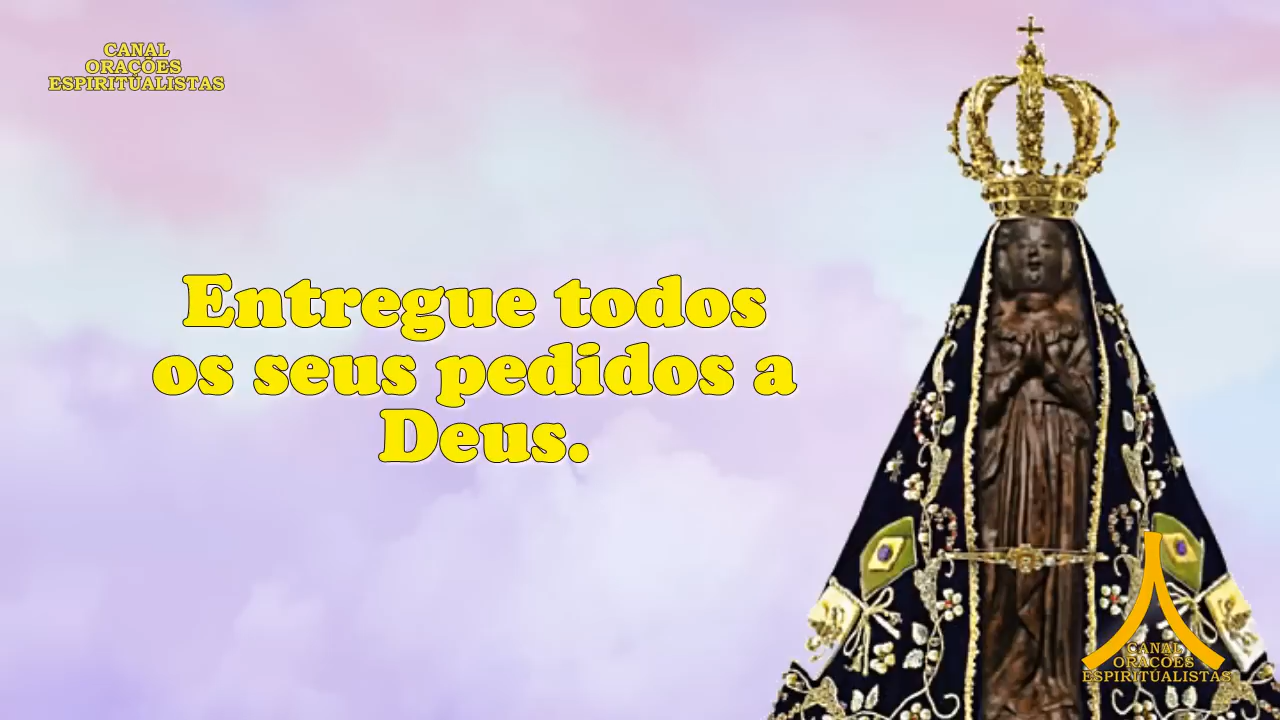 CANAL
ORAÇÕES
ESPIRITUALISTAS
Entregue todos
os seus pedidos a
Deus.
CANAL
ORAÇÕES
ESPIRITUALISTAS